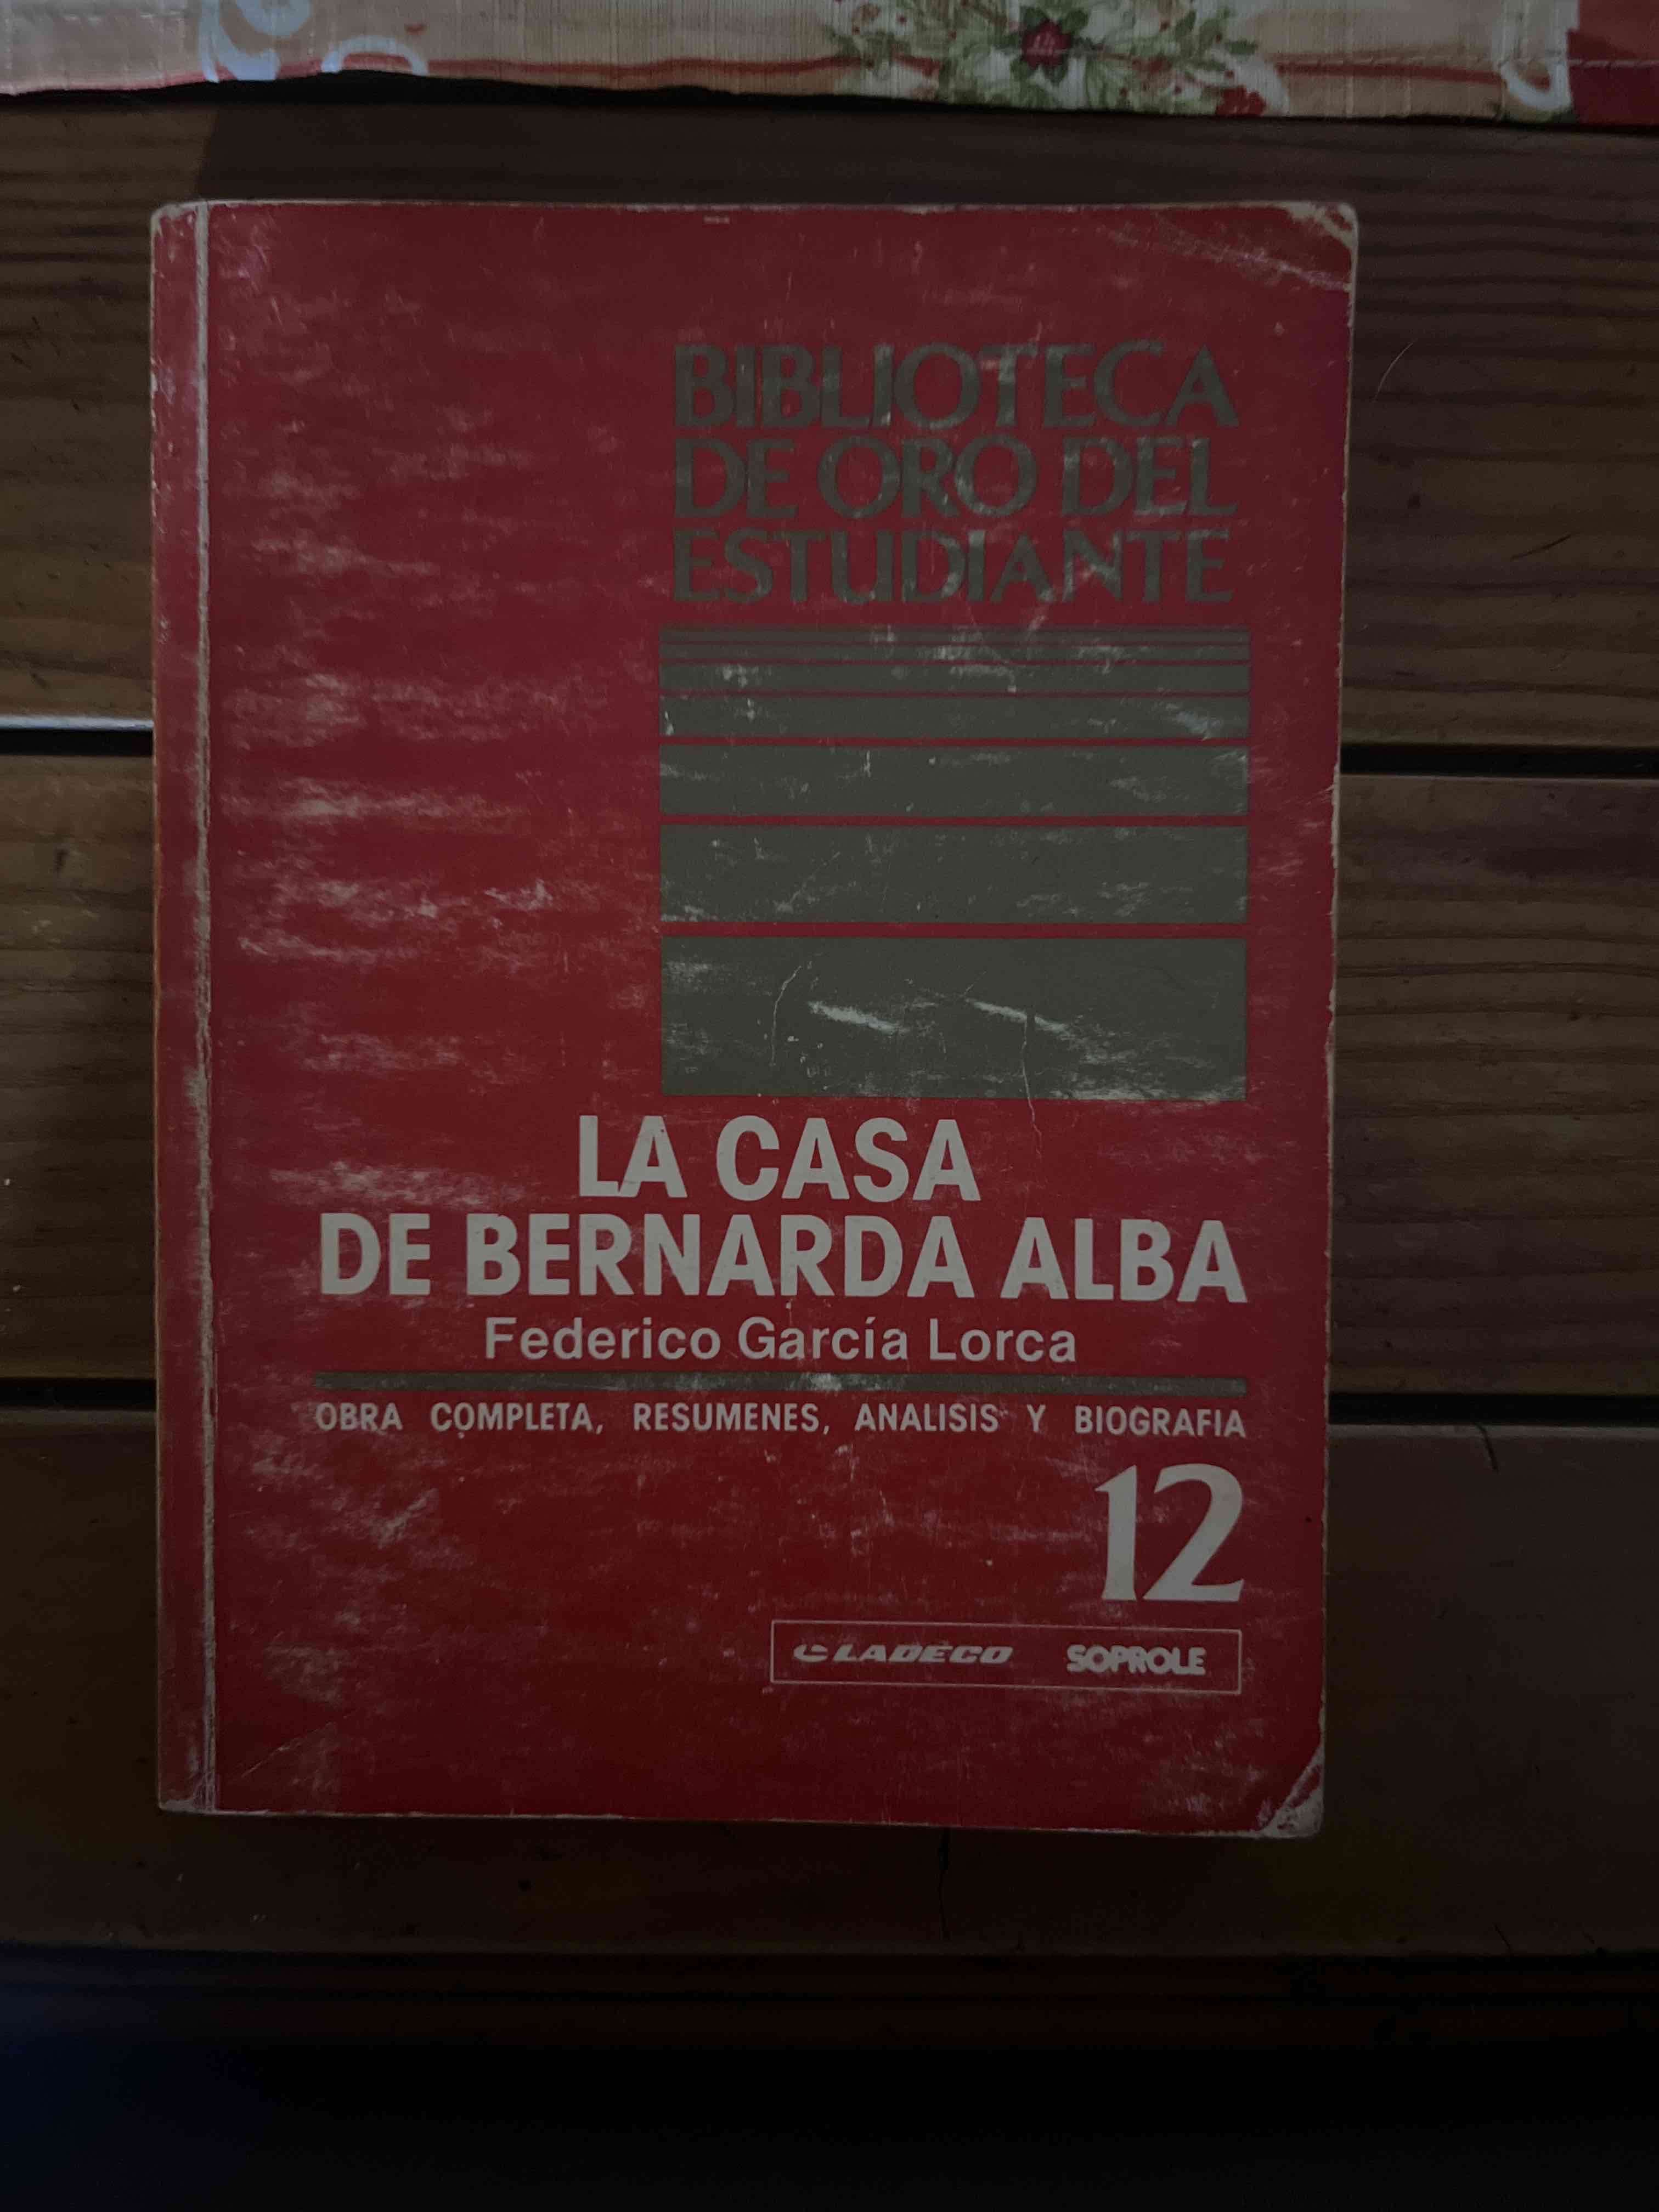 BIBLIOTECA
DE ORO DEL
ESTUDIANTE
LA CASA
DE BERNARDA ALBA
Federico García Lorca
OBRA COMPLETA, RESUMENES, ANALISIS Y BIOGRAFIA
12
LADECO SOPROLE